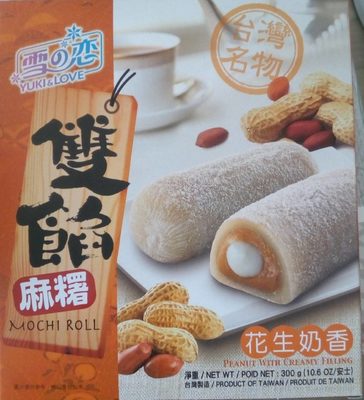 雪の恋
YUKI & LOVE
台灣
名物
雙餡
麻糬
MOCHI ROLL
花生奶香
PEANUT WITH CREAMY FILLING
淨重 / NET WT / POID NET : 300 g (10.6 OZ/安士)
台灣製造 / PRODUCT OF TAIWAN / PRODUIT DE TAIWAN